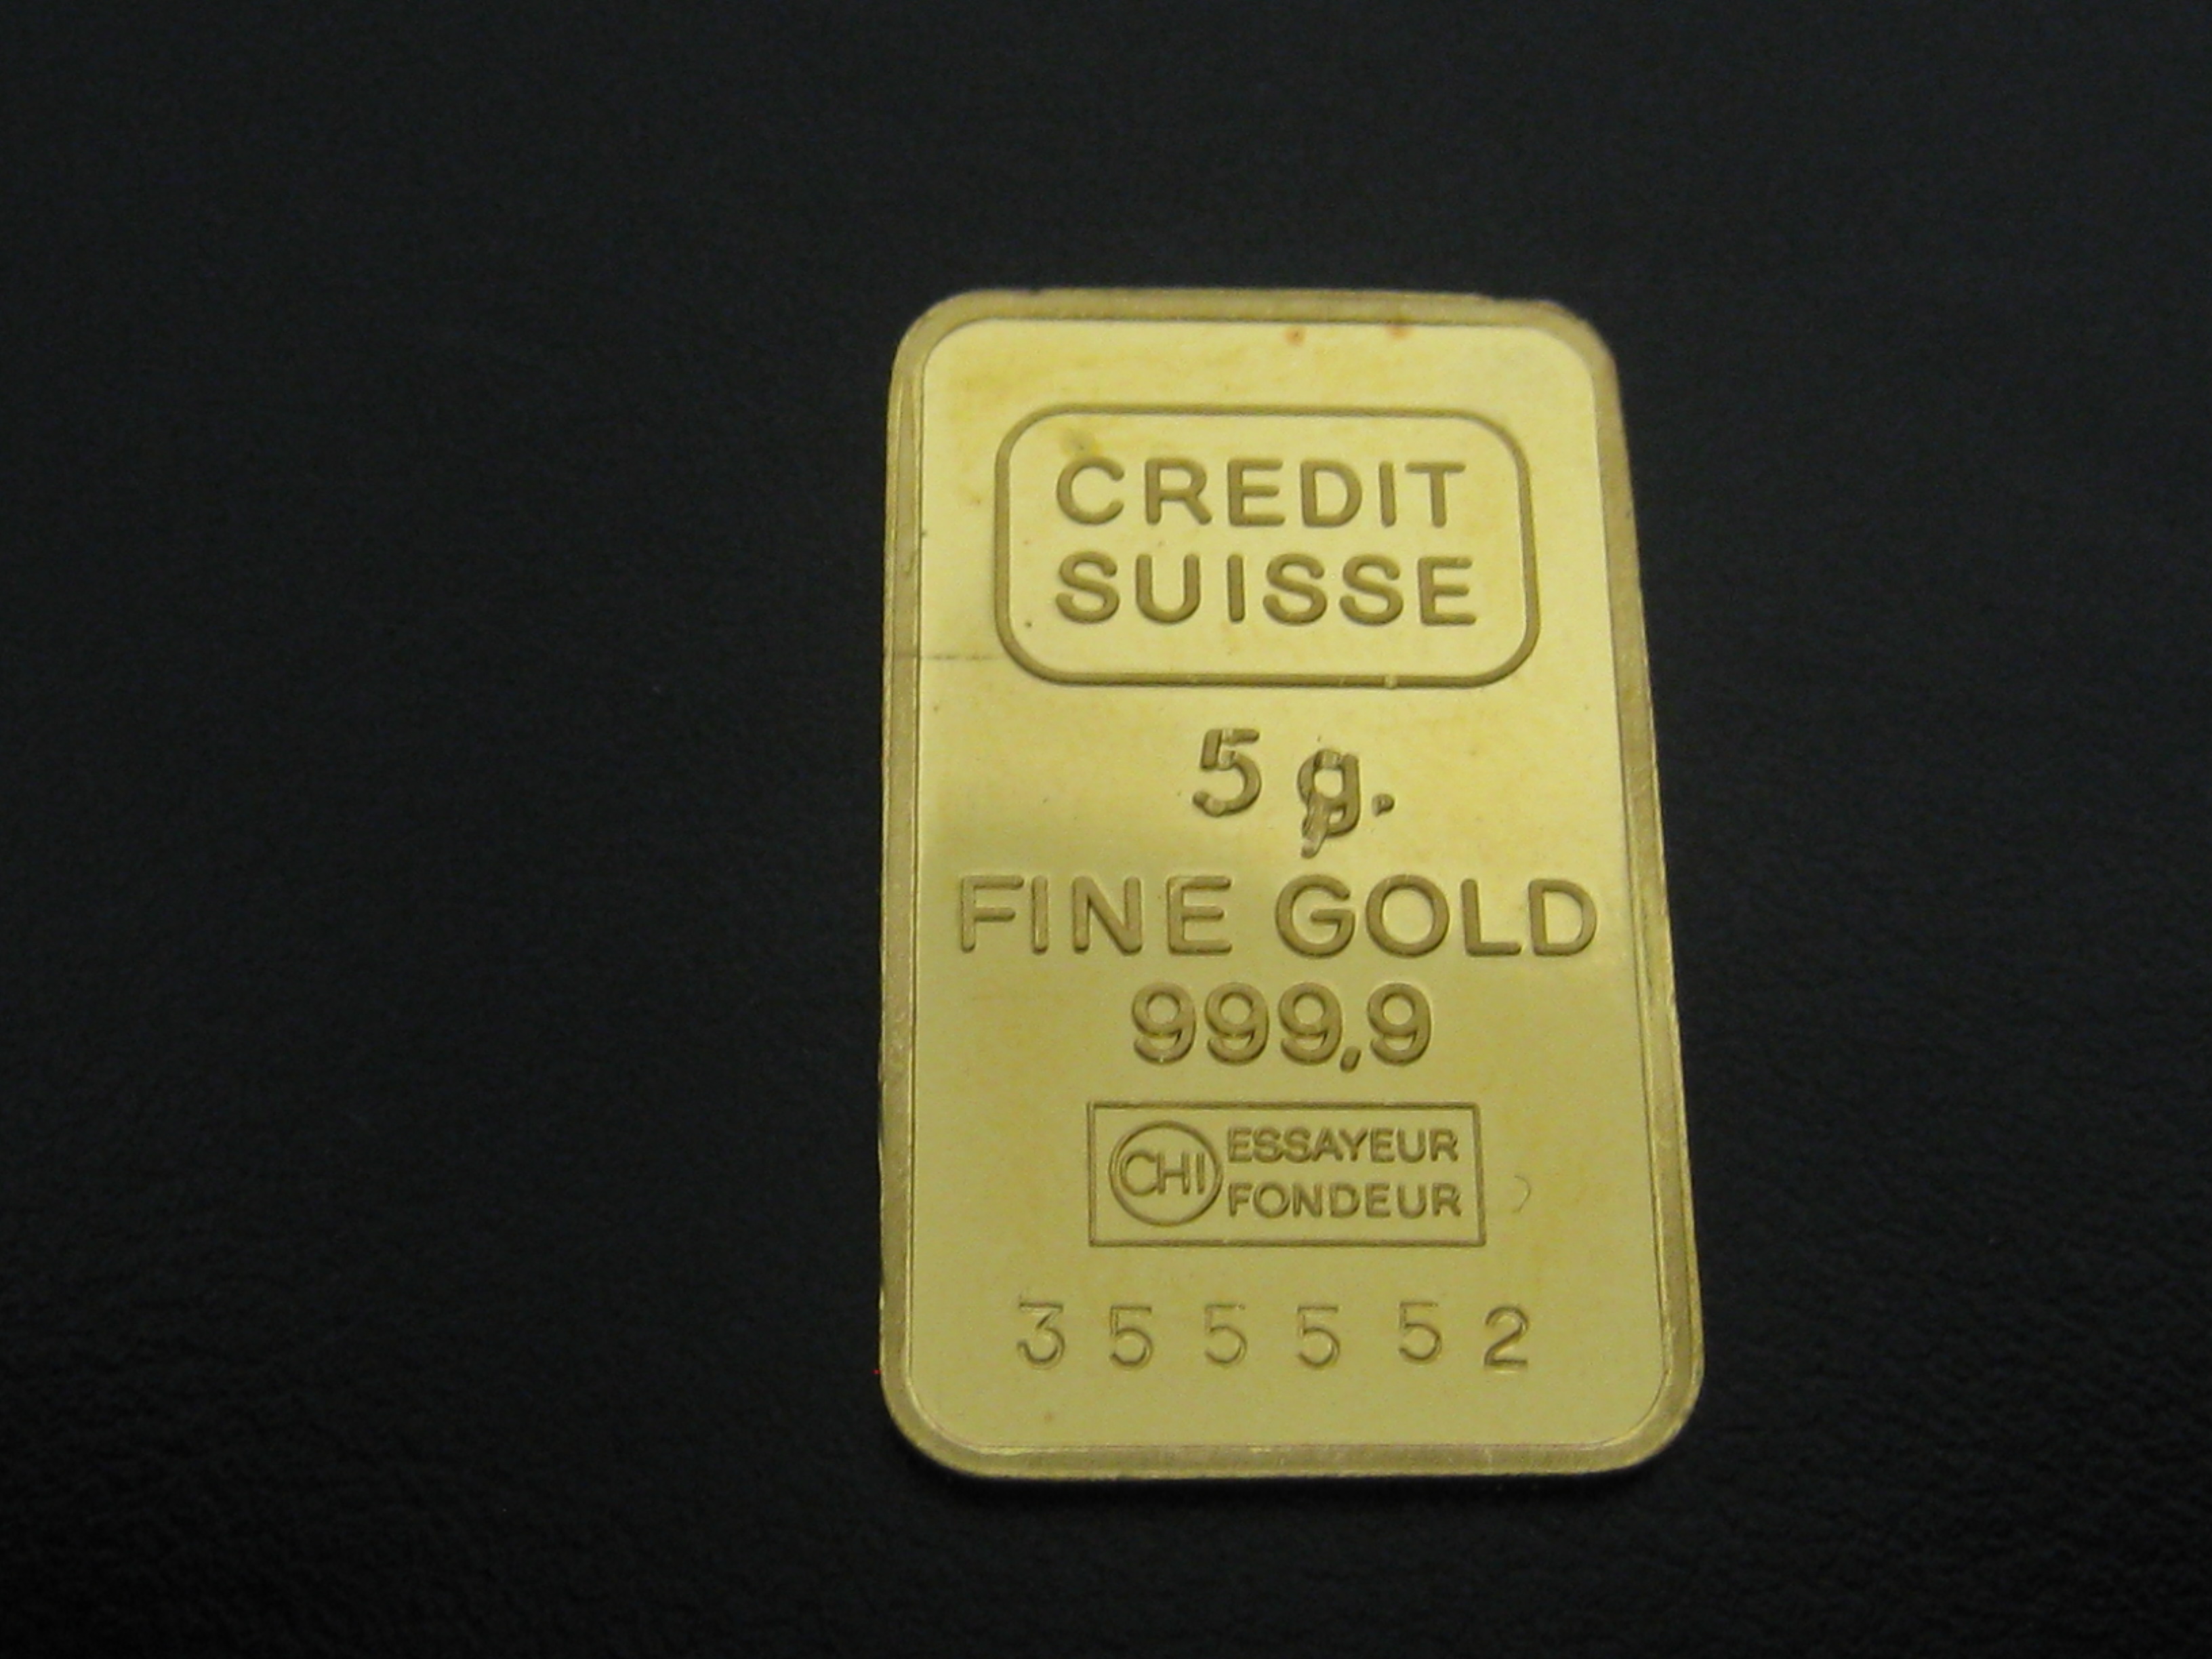 CREDIT
SUISSE
5 g.
FINE GOLD
999,9
CHI ESSAYEUR
FONDEUR
355552